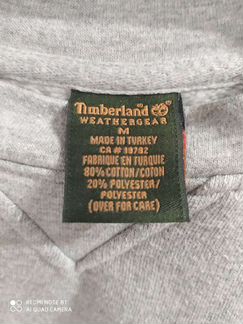 Timberland
WEATHERGEAR
M
MADE IN TURKEY
CA # 18782
FABRIQUE EN TURQUIE
80% COTTON/COTON
20% POLYESTER/
POLYESTER
(OVER FOR CARE)
REDMI NOTE 8T
AI QUAD CAMERA